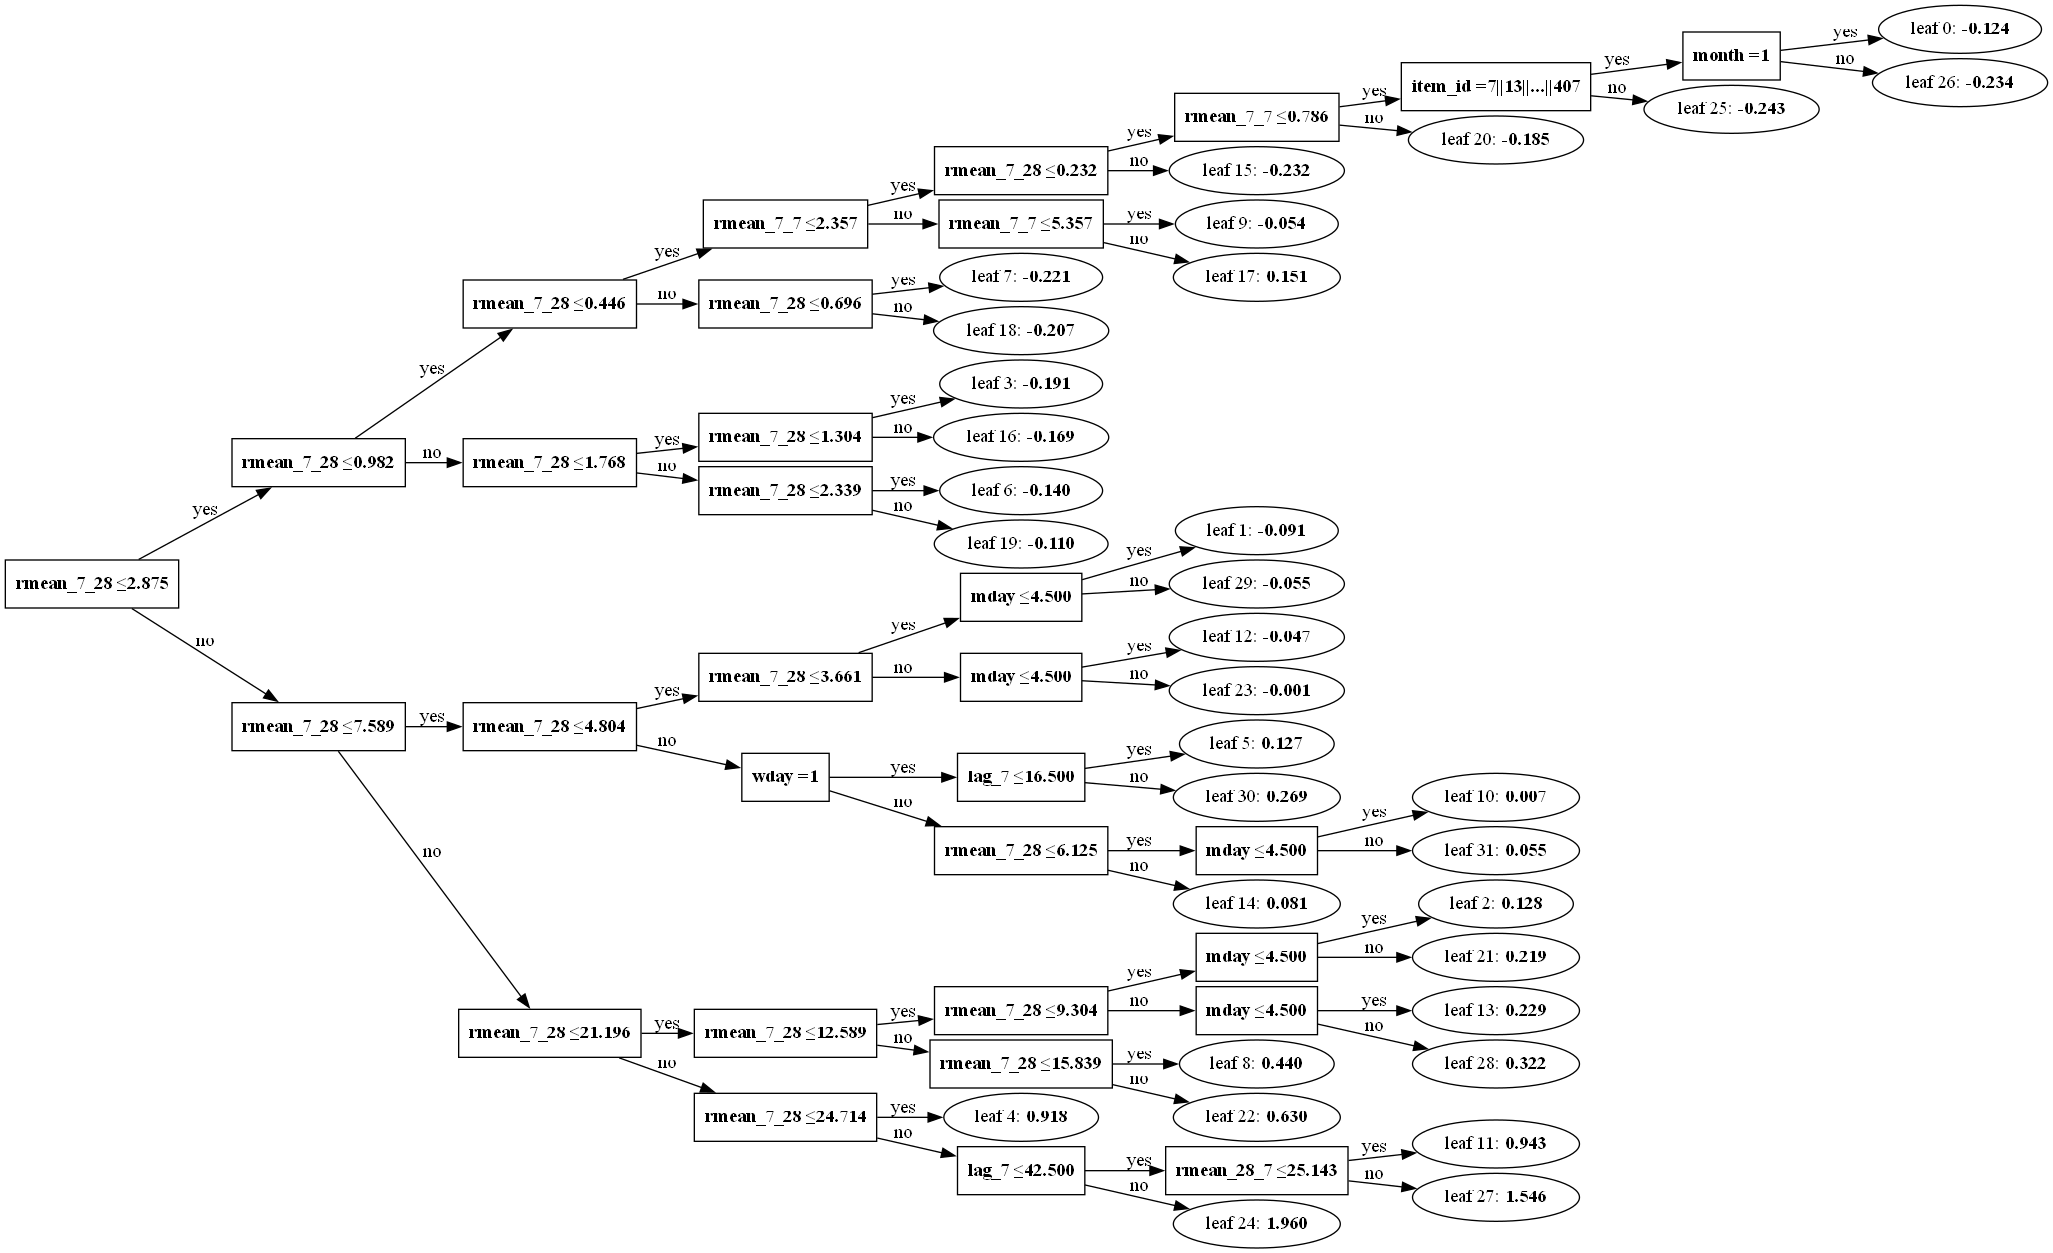 rmean_7_28 ≤2.875
yes
no
rmean_7_28 ≤0.982
yes
no
rmean_7_28 ≤0.446
yes
no
rmean_7_7 ≤2.357
yes
no
rmean_7_28 ≤0.232
yes
no
rmean_7_7 ≤0.786
yes
no
item_id =7||13||...||407
yes
no
month =1
yes
no
leaf 0: -0.124
leaf 26: -0.234
leaf 25: -0.243
leaf 20: -0.185
leaf 15: -0.232
rmean_7_7 ≤5.357
yes
no
leaf 9: -0.054
leaf 17: 0.151
rmean_7_28 ≤0.696
yes
no
leaf 7: -0.221
leaf 18: -0.207
rmean_7_28 ≤1.768
yes
no
rmean_7_28 ≤1.304
yes
no
leaf 3: -0.191
leaf 16: -0.169
rmean_7_28 ≤2.339
yes
no
leaf 6: -0.140
leaf 19: -0.110
rmean_7_28 ≤7.589
yes
no
rmean_7_28 ≤4.804
yes
no
rmean_7_28 ≤3.661
yes
no
mday ≤4.500
yes
no
leaf 1: -0.091
leaf 29: -0.055
mday ≤4.500
yes
no
leaf 12: -0.047
leaf 23: -0.001
wday =1
yes
no
lag_7 ≤16.500
yes
no
leaf 5: 0.127
leaf 30: 0.269
rmean_7_28 ≤6.125
yes
no
mday ≤4.500
yes
no
leaf 10: 0.007
leaf 31: 0.055
leaf 14: 0.081
rmean_7_28 ≤21.196
yes
no
rmean_7_28 ≤12.589
yes
no
rmean_7_28 ≤9.304
yes
no
mday ≤4.500
yes
no
leaf 2: 0.128
leaf 21: 0.219
mday ≤4.500
yes
no
leaf 13: 0.229
leaf 28: 0.322
rmean_7_28 ≤15.839
yes
no
leaf 8: 0.440
leaf 22: 0.630
rmean_7_28 ≤24.714
yes
no
leaf 4: 0.918
lag_7 ≤42.500
yes
no
rmean_28_7 ≤25.143
yes
no
leaf 11: 0.943
leaf 27: 1.546
leaf 24: 1.960